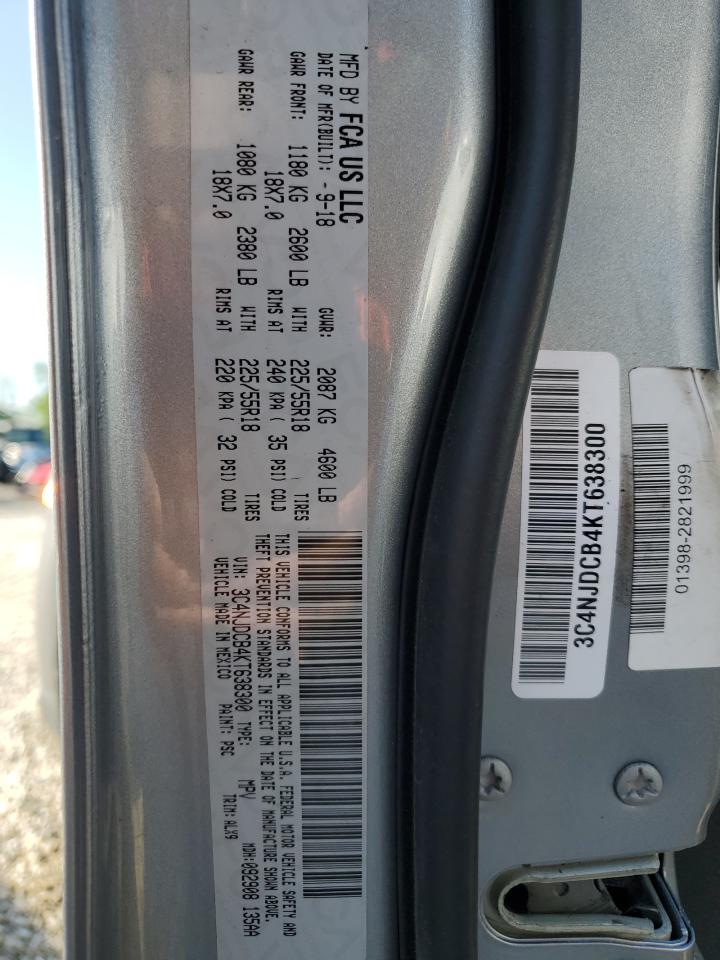 MFD BY FCA US LLC
DATE OF MFR(BUILT): - 9-18
GVWR: 2087 KG 4600 LB
GAWR FRONT: 1180 KG 2600 LB WITH 225/55R18 TIRES
18X7.0 RIMS AT 240 KPA ( 35 PSI) COLD
GAWR REAR: 1080 KG 2380 LB WITH 225/55R18 TIRES
18X7.0 RIMS AT 220 KPA ( 32 PSI) COLD
THIS VEHICLE CONFORMS TO ALL APPLICABLE U.S.A. FEDERAL MOTOR VEHICLE SAFETY AND
THEFT PREVENTION STANDARDS IN EFFECT ON THE DATE OF MANUFACTURE SHOWN ABOVE.
VIN: 3C4NJDCB4KT638300 TYPE: MPV MDH:092908 135AA
VEHICLE MADE IN MEXICO PAINT: PSC TRIM:ALX9
3C4NJDCB4KT638300
01398-2821999